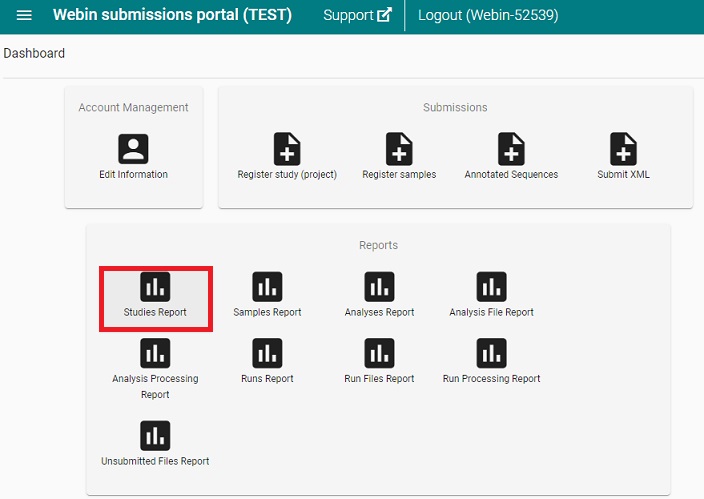 Webin submissions portal (TEST) Support Logout (Webin-52539)
Dashboard
Account Management
Edit Information
Submissions
Register study (project) Register samples Annotated Sequences Submit XML
Reports
Studies Report Samples Report Analyses Report Analysis File Report
Analysis Processing Report Runs Report Run Files Report Run Processing Report
Unsubmitted Files Report